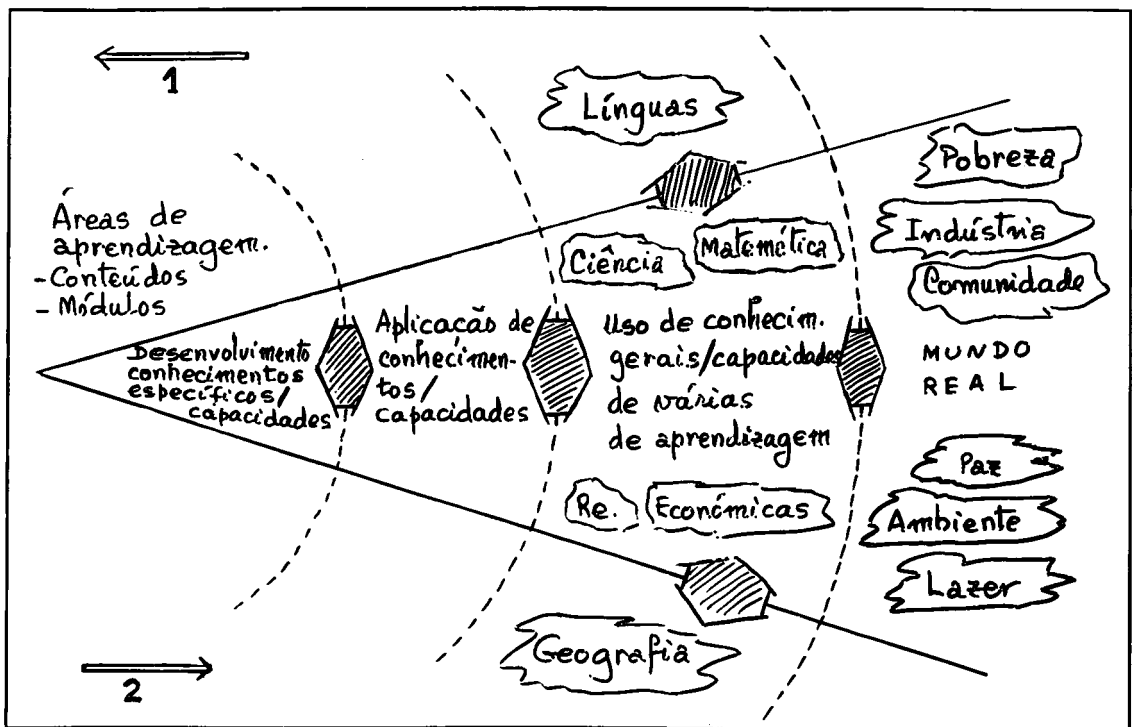 1
Línguas
Pobreza
Áreas de
aprendizagem.
- Conteúdos
- Módulos
Ciência
Matemática
Indústria
Comunidade
Desenvolvimento
conhecimentos
específicos/
capacidades
Aplicação de
conhecimen-
tos/
capacidades
Uso de conhecim.
gerais/capacidades
de várias
de aprendizagem
MUNDO
REAL
Re.
Económicas
Paz
Ambiente
Lazer
Geografia
2